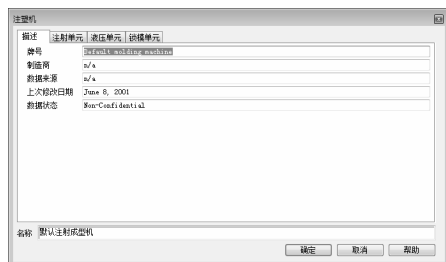 注塑机
描述 注射单元 液压单元 锁模单元
牌号 Default molding machine
制造商 n/a
数据来源 n/a
上次修改日期 June 8, 2001
数据状态 Non-Confidential
名称 默认注射成型机
确定 取消 帮助